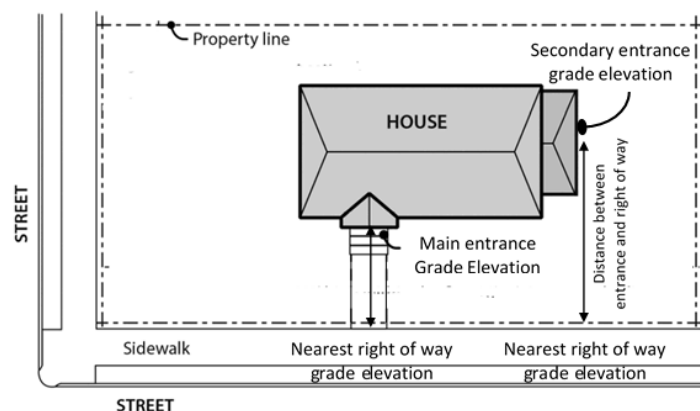 Property line
Secondary entrance
grade elevation
HOUSE
STREET
Distance between
entrance and right of way
Main entrance
Grade Elevation
Sidewalk
Nearest right of way
grade elevation
Nearest right of way
grade elevation
STREET